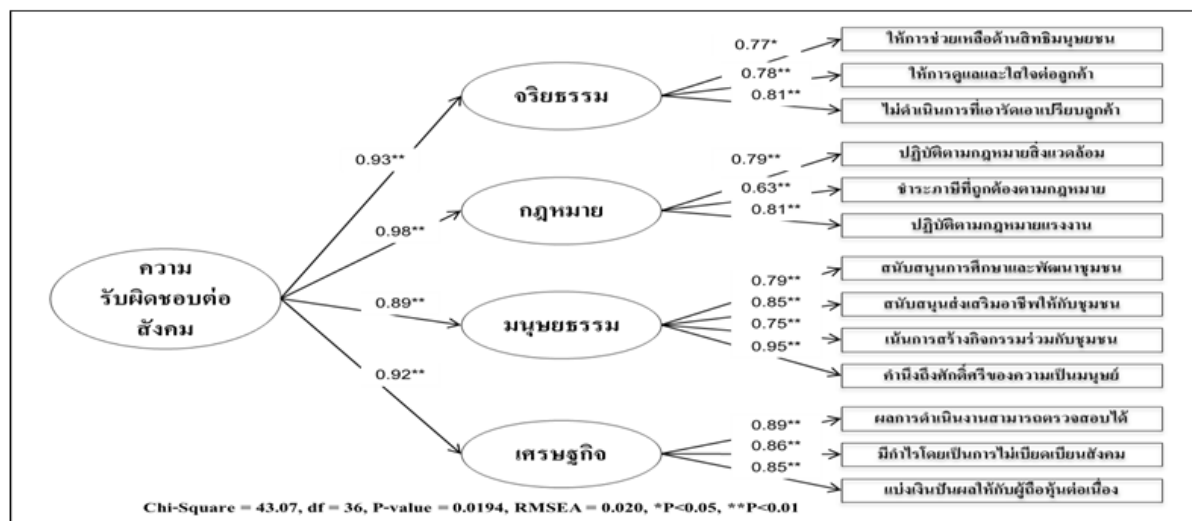 ความ
รับผิดชอบต่อ
สังคม
0.93**
0.98**
0.89**
0.92**
จริยธรรม
0.77*
0.78**
0.81**
ให้การช่วยเหลือด้านสิทธิมนุษยชน
ให้การดูแลและใส่ใจต่อลูกค้า
ไม่ดำเนินการที่เอารัดเอาเปรียบลูกค้า
กฎหมาย
0.79**
0.63**
0.81**
ปฏิบัติตามกฎหมายสิ่งแวดล้อม
ชำระภาษีที่ถูกต้องตามกฎหมาย
ปฏิบัติตามกฎหมายแรงงาน
มนุษยธรรม
0.79**
0.85**
0.75**
0.95**
สนับสนุนการศึกษาและพัฒนาชุมชน
สนับสนุนส่งเสริมอาชีพให้กับชุมชน
เน้นการสร้างกิจกรรมร่วมกับชุมชน
คำนึงถึงศักดิ์ศรีของความเป็นมนุษย์
เศรษฐกิจ
0.89**
0.86**
0.85**
ผลการดำเนินงานสามารถตรวจสอบได้
มีกำไรโดยเป็นการไม่เบียดเบียนสังคม
แบ่งเงินปันผลให้กับผู้ถือหุ้นต่อเนื่อง
Chi-Square = 43.07, df = 36, P-value = 0.0194, RMSEA = 0.020, *P<0.05, **P<0.01